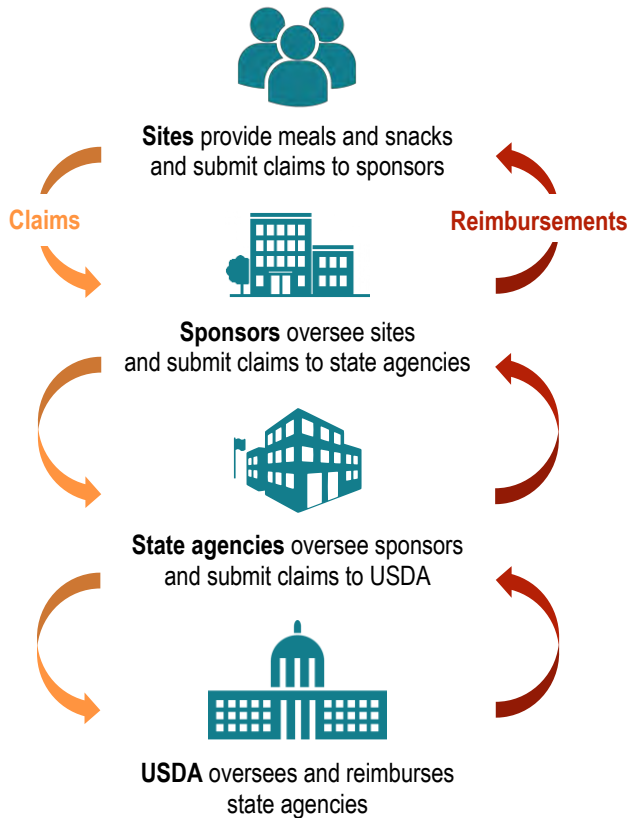 Sites provide meals and snacks
and submit claims to sponsors
Claims
Reimbursements
Sponsors oversee sites
and submit claims to state agencies
State agencies oversee sponsors
and submit claims to USDA
USDA oversees and reimburses
state agencies